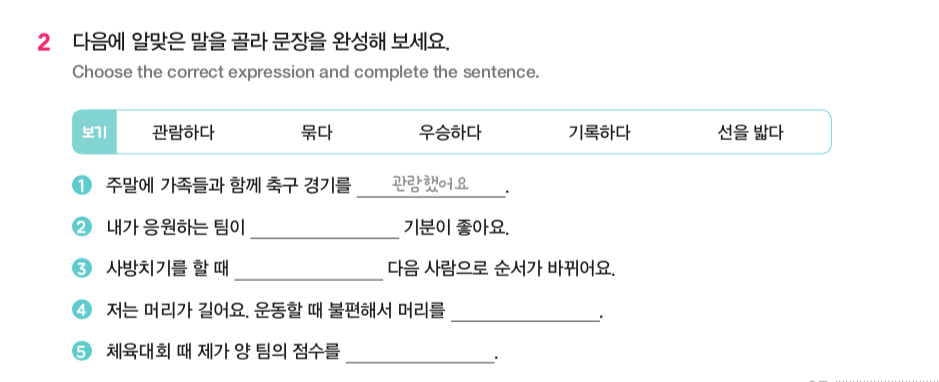 2 다음에 알맞은 말을 골라 문장을 완성해 보세요.
Choose the correct expression and complete the sentence.
보기 관람하다 묶다 우승하다 기록하다 선을 밟다
1 주말에 가족들과 함께 축구 경기를 관람했어요.
2 내가 응원하는 팀이 ____________ 기분이 좋아요.
3 사방치기를 할 때 ____________ 다음 사람으로 순서가 바뀌어요.
4 저는 머리가 길어요. 운동할 때 불편해서 머리를 ____________.
5 체육대회 때 제가 양 팀의 점수를 ____________.